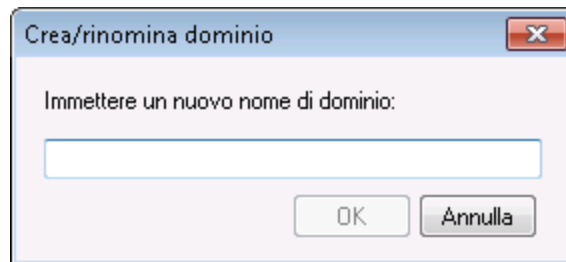 Crea/rinomina dominio
Immettere un nuovo nome di dominio:
OK
Annulla